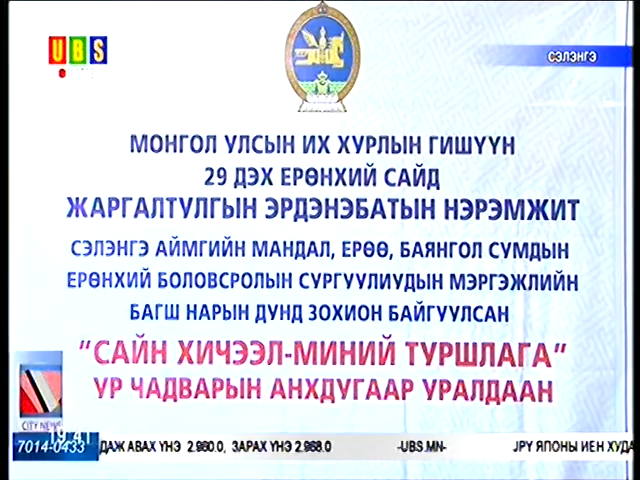 UBS
СЭЛЭНГЭ
МОНГОЛ УЛСЫН ИХ ХУРЛЫН ГИШҮҮН
29 ДЭХ ЕРӨНХИЙ САЙД
ЖАРГАЛТУЛГЫН ЭРДЭНЭБАТЫН НЭРЭМЖИТ
СЭЛЭНГЭ АЙМГИЙН МАНДАЛ, ЕРӨӨ, БАЯНГОЛ СУМДЫН
ЕРӨНХИЙ БОЛОВСРОЛЫН СУРГУУЛИУДЫН МЭРГЭЖЛИЙН
БАГШ НАРЫН ДУНД ЗОХИОН БАЙГУУЛСАН
"САЙН ХИЧЭЭЛ-МИНИЙ ТУРШЛАГА"
УР ЧАДВАРЫН АНХДУГААР УРАЛДААН
CITY NEWS
19:41
7014-0433 ДАЖ АВАХ ҮНЭ 2.960.0, ЗАРАХ ҮНЭ 2.968.0 -UBS.MN- JPY ЯПОНЫ ИЕН ХУДА